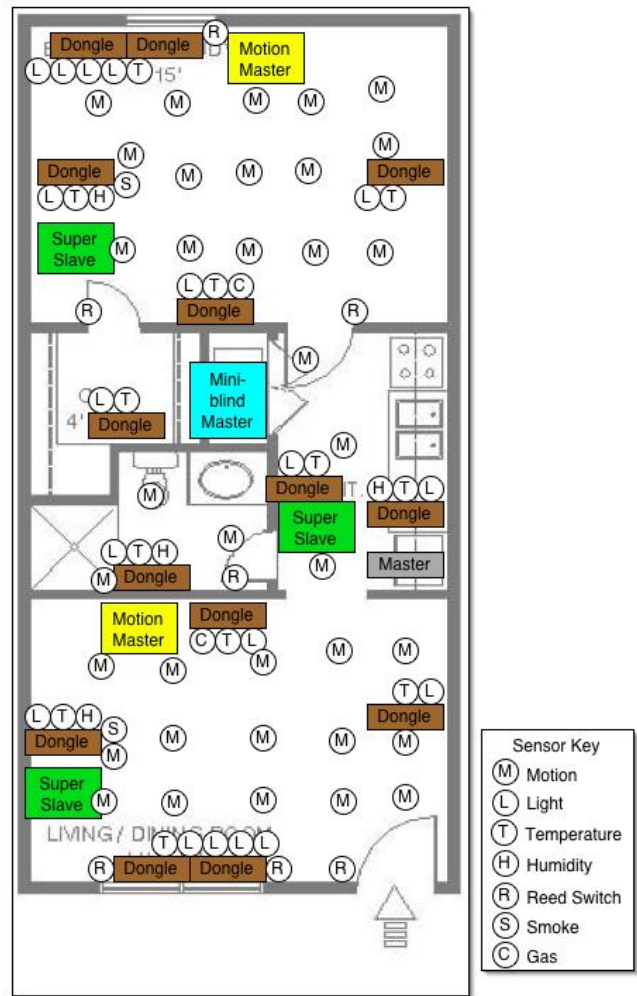 R
Dongle Dongle
Motion
Master
L L L L T 15'
M M M M M
M M
Dongle Dongle
S
M M M
L T H L T
Super
Slave
M M M M M M
L T C
R Dongle R
M
Mini-
blind
Master
L T
4' Dongle
M
L T H T L
Dongle Dongle
M
Super
Slave
Master
M
L T H M
M Dongle R
Motion
Master
Dongle
C T L
M M M M M
L T H T L
S
Dongle Dongle
M M M M M
Super
Slave
M M M M M
LIVING / DINING ROOM
T L L L L
R Dongle Dongle R R
Sensor Key
M Motion
L Light
T Temperature
H Humidity
R Reed Switch
S Smoke
C Gas